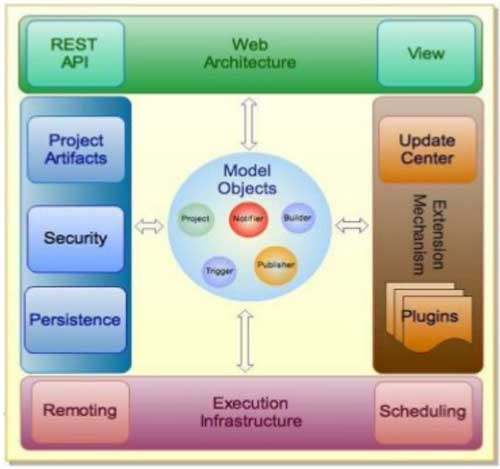 REST
API
Web
Architecture
View
Project
Artifacts
Security
Persistence
Model
Objects
Project
Notifier
Builder
Trigger
Publisher
Update
Center
Extension
Mechanism
Plugins
Remoting
Execution
Infrastructure
Scheduling